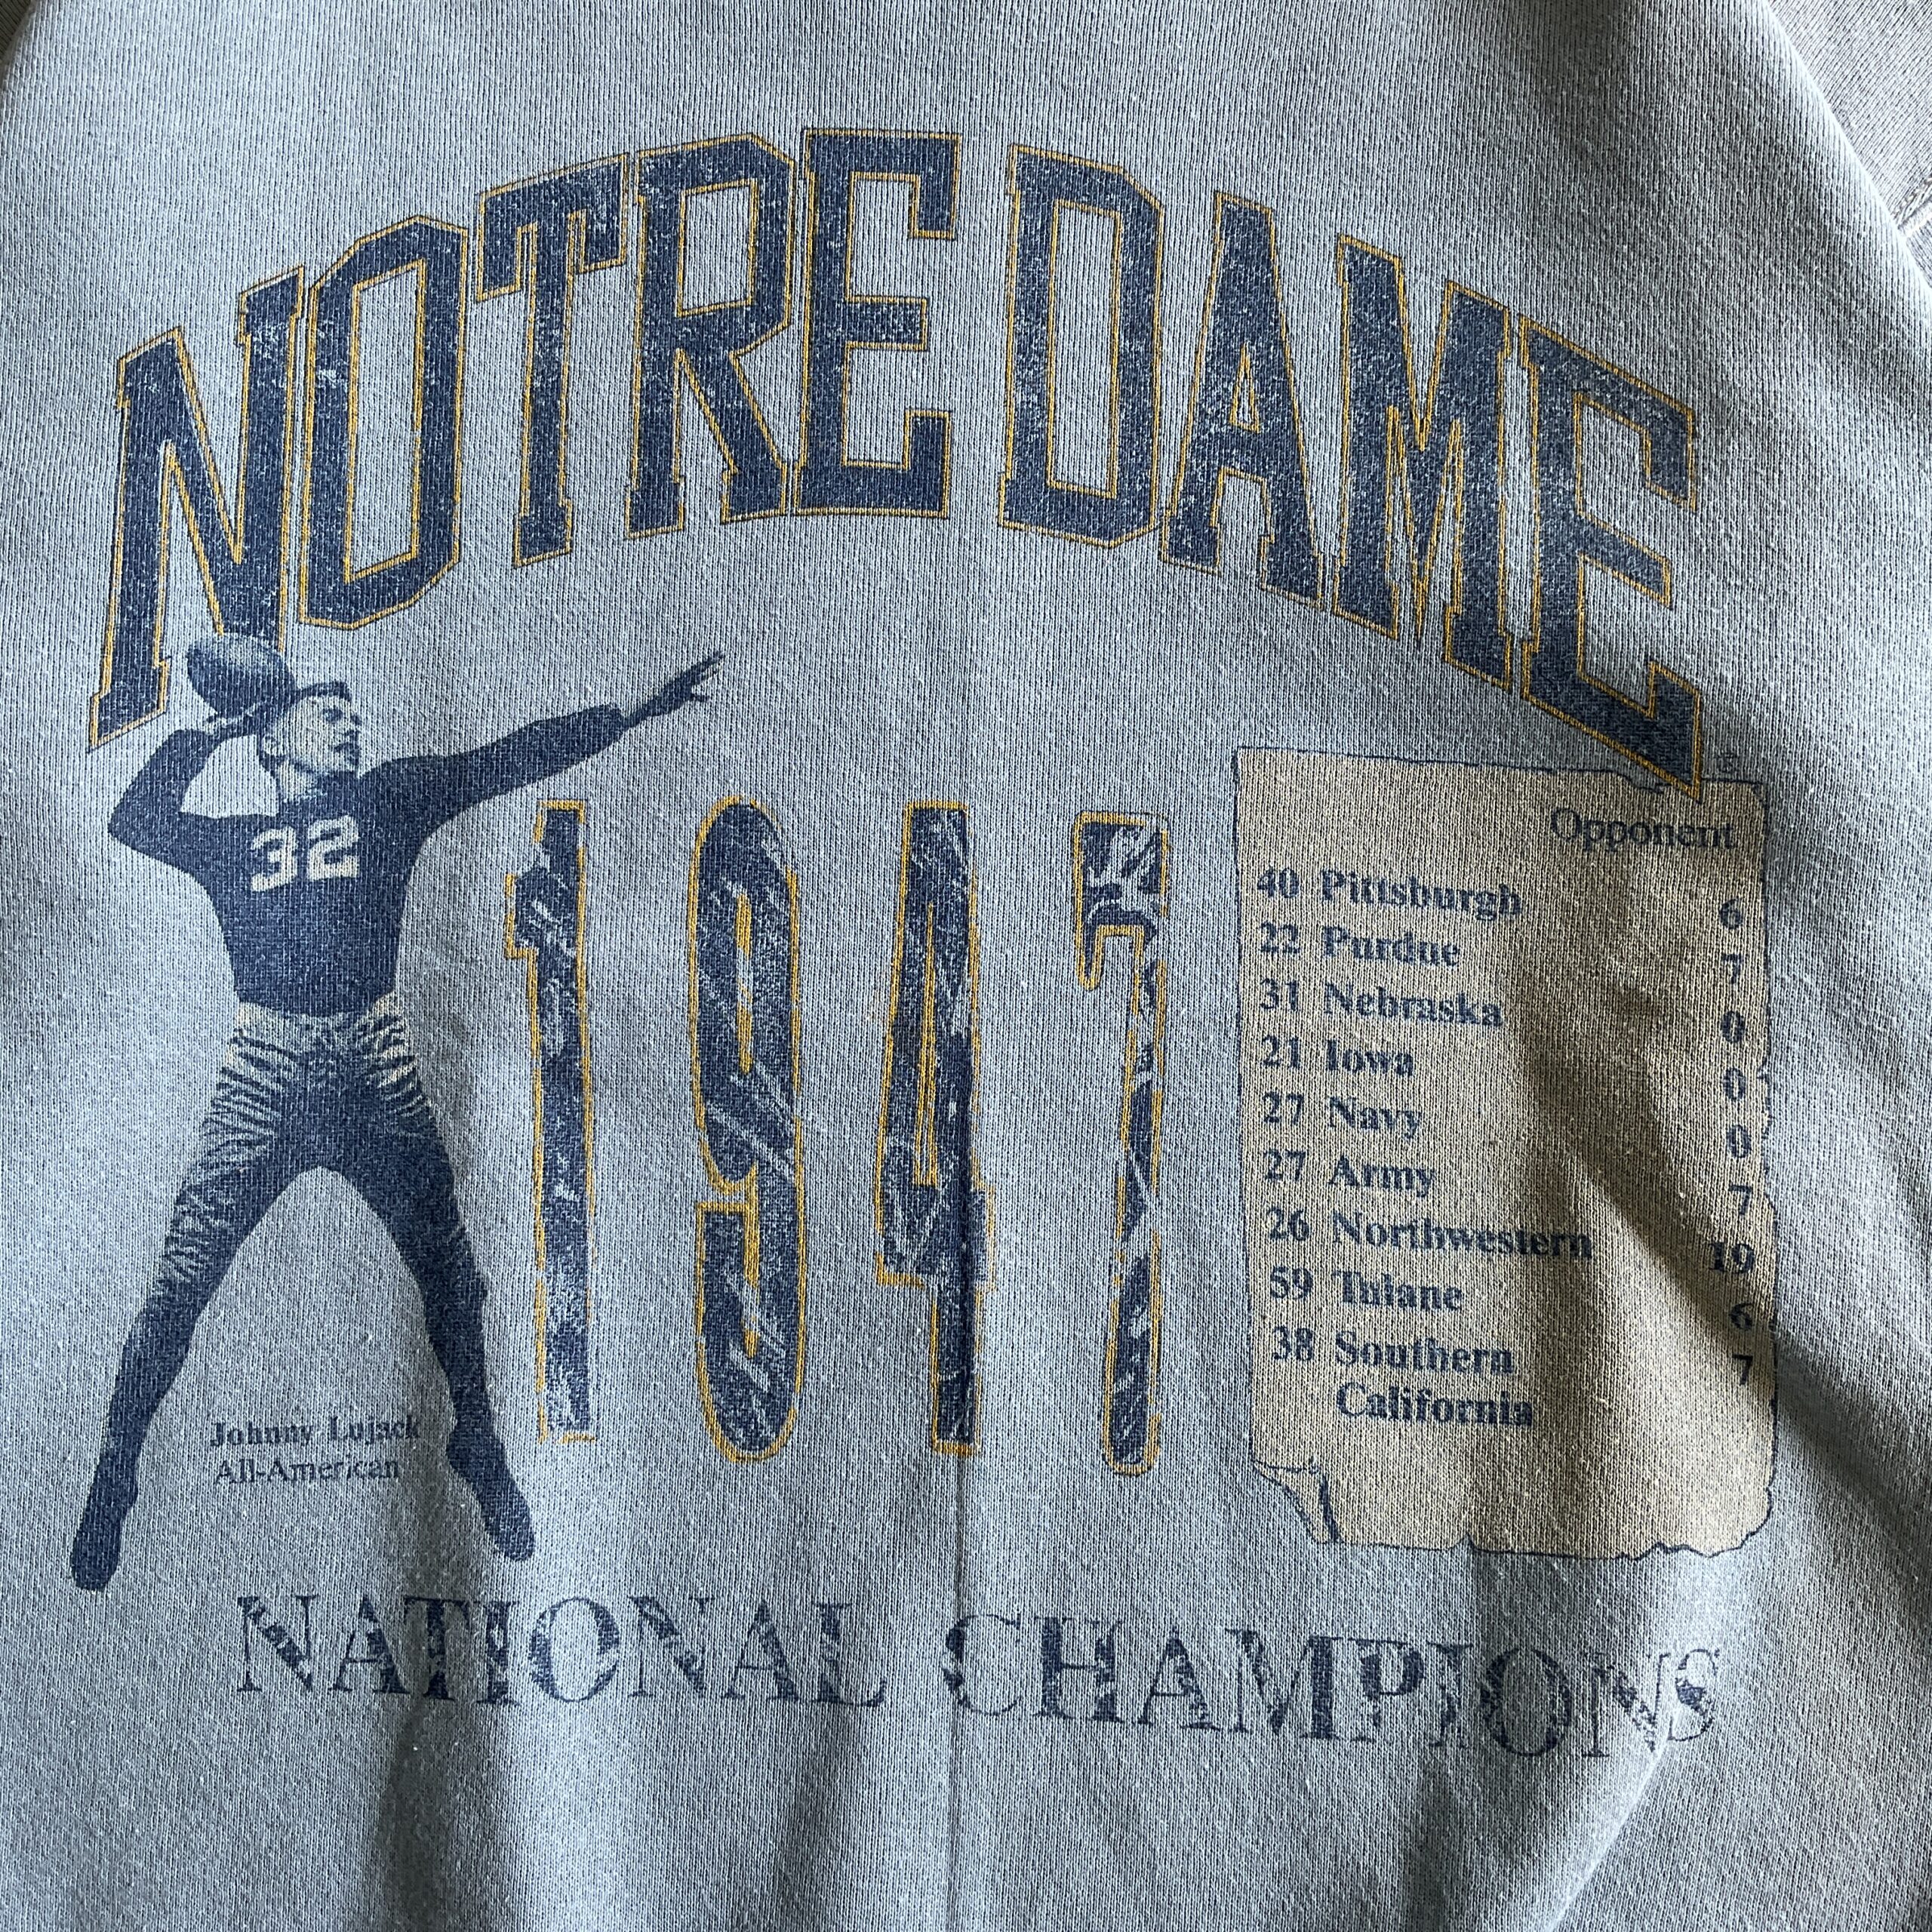 NOTRE DAME
32
1947
Opponent
40 Pittsburgh 6
22 Purdue 7
31 Nebraska 0
21 Iowa 0
27 Navy 0
27 Army 7
26 Northwestern 19
59 Tulane 6
38 Southern 7
California
Johnny Lujack
All-American
NATIONAL CHAMPIONS